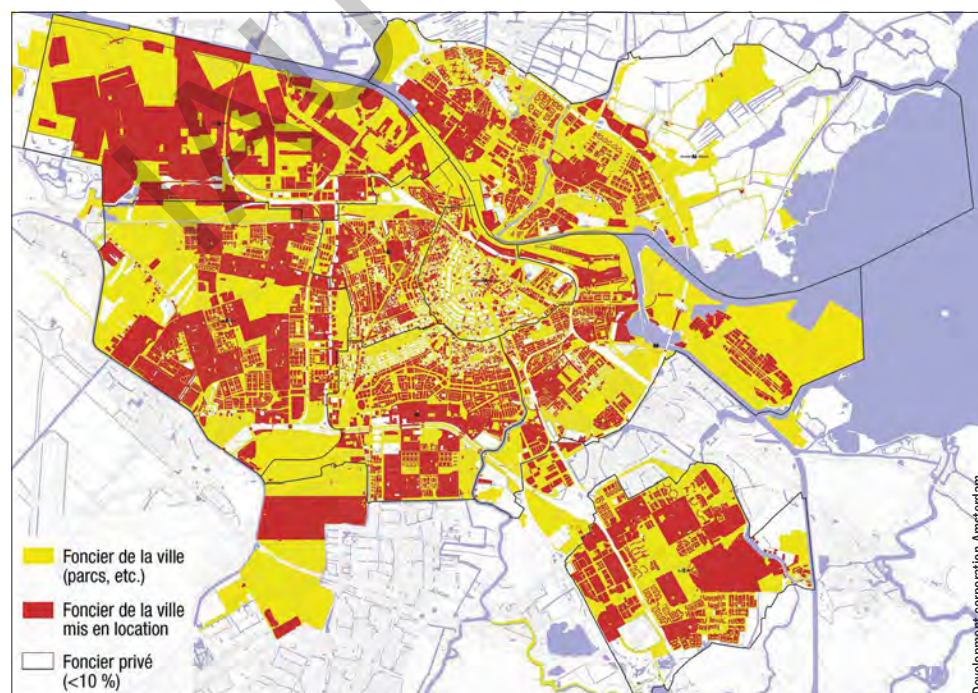 Foncier de la ville
(parcs, etc.)
Foncier de la ville
mis en location
Foncier privé
(<10 %)
Development corporation Amsterdam